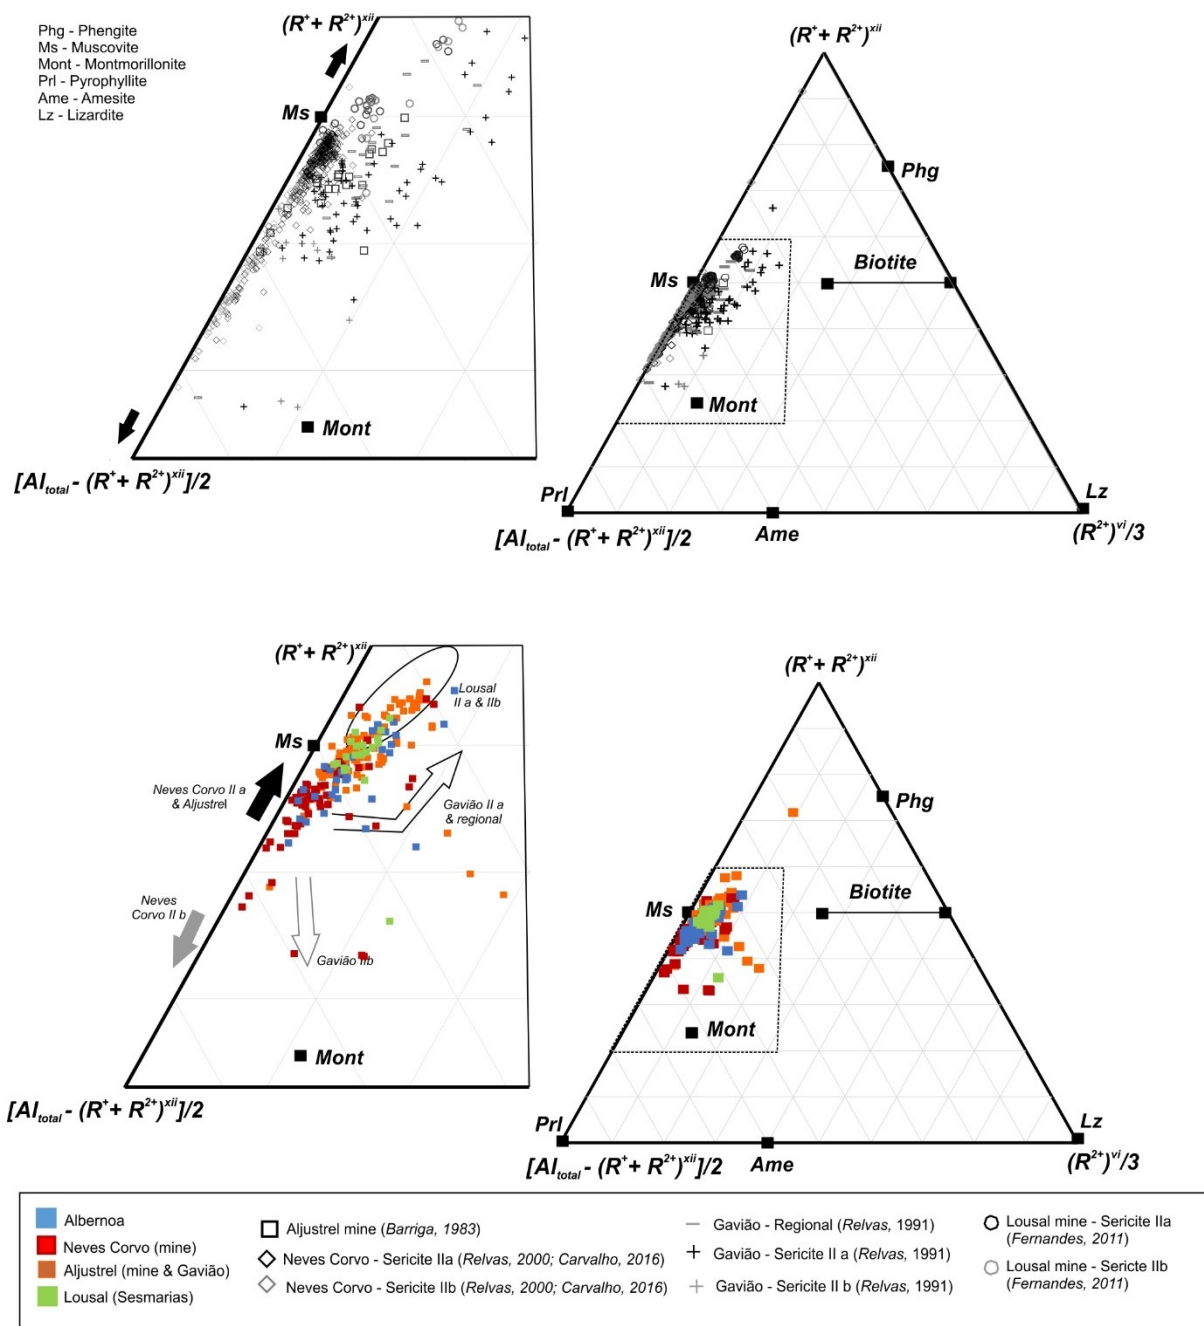 Phg - Phengite
Ms - Muscovite
Mont - Montmorillonite
Prl - Pyrophyllite
Ame - Amesite
Lz - Lizardite
(R⁺+ R²⁺)ˣⁱⁱ
Ms
Mont
[Al_total - (R⁺+ R²⁺)ˣⁱⁱ]/2
(R⁺+ R²⁺)ˣⁱⁱ
Phg
Ms
Biotite
Mont
Prl
Lz
[Al_total - (R⁺+ R²⁺)ˣⁱⁱ]/2
Ame
(R²⁺)ᵛⁱ/3
(R⁺+ R²⁺)ˣⁱⁱ
Lousal
II a & IIb
Ms
Neves Corvo II a
& Aljustrel
Gavião II a
& regional
Neves
Corvo II b
Gavião IIb
Mont
[Al_total - (R⁺+ R²⁺)ˣⁱⁱ]/2
(R⁺+ R²⁺)ˣⁱⁱ
Phg
Ms
Biotite
Mont
Prl
Lz
[Al_total - (R⁺+ R²⁺)ˣⁱⁱ]/2
Ame
(R²⁺)ᵛⁱ/3
Albernoa
Neves Corvo (mine)
Aljustrel (mine & Gavião)
Lousal (Sesmarias)
Aljustrel mine (Barriga, 1983)
Neves Corvo - Sericite IIa (Relvas, 2000; Carvalho, 2016)
Neves Corvo - Sericite IIb (Relvas, 2000; Carvalho, 2016)
Gavião - Regional (Relvas, 1991)
Gavião - Sericite II a (Relvas, 1991)
Gavião - Sericite II b (Relvas, 1991)
Lousal mine - Sericite IIa
(Fernandes, 2011)
Lousal mine - Sericite IIb
(Fernandes, 2011)